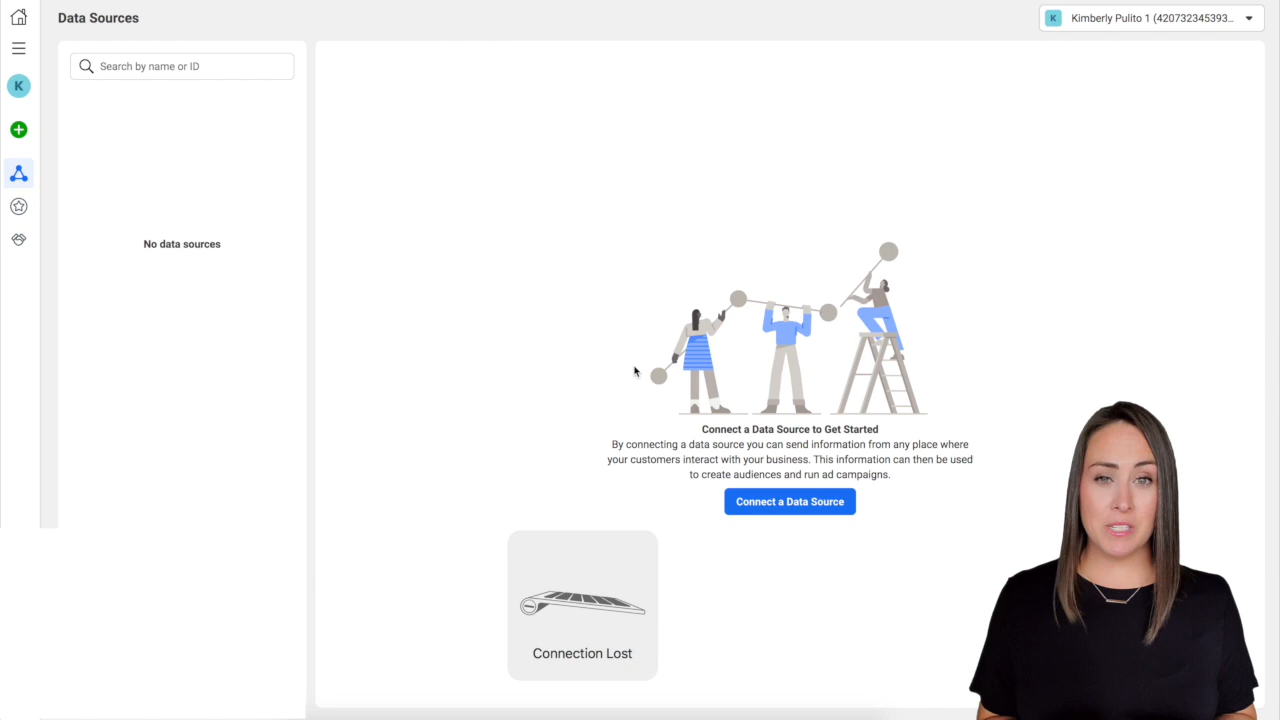 Data Sources
K
Kimberly Pulito 1 (420732345393...
Search by name or ID
K
No data sources
Connect a Data Source to Get Started
By connecting a data source you can send information from any place where
your customers interact with your business. This information can then be used
to create audiences and run ad campaigns.
Connect a Data Source
Connection Lost